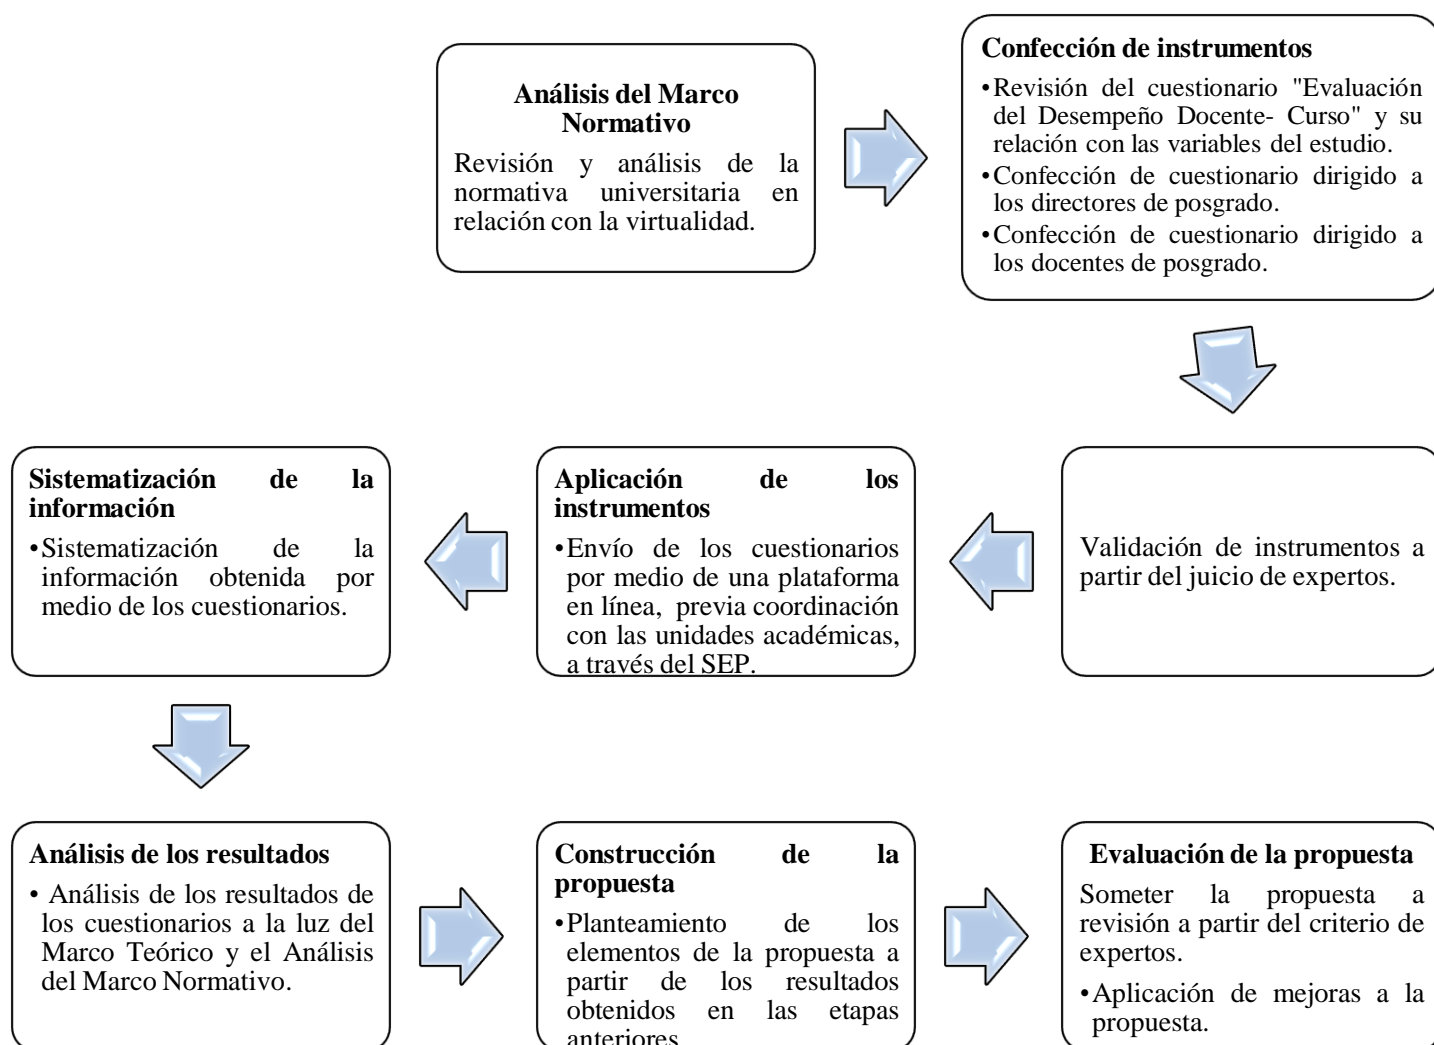 Análisis del Marco
Normativo
Revisión y análisis de la
normativa universitaria en
relación con la virtualidad.
Confección de instrumentos
•Revisión del cuestionario "Evaluación
del Desempeño Docente- Curso" y su
relación con las variables del estudio.
•Confección de cuestionario dirigido a
los directores de posgrado.
•Confección de cuestionario dirigido a
los docentes de posgrado.
Validación de instrumentos a
partir del juicio de expertos.
Aplicación de los
instrumentos
•Envío de los cuestionarios
por medio de una plataforma
en línea, previa coordinación
con las unidades académicas,
a través del SEP.
Sistematización de la
información
•Sistematización de la
información obtenida por
medio de los cuestionarios.
Análisis de los resultados
• Análisis de los resultados de
los cuestionarios a la luz del
Marco Teórico y el Análisis
del Marco Normativo.
Construcción de la
propuesta
•Planteamiento de los
elementos de la propuesta a
partir de los resultados
obtenidos en las etapas
anteriores
Evaluación de la propuesta
Someter la propuesta a
revisión a partir del criterio de
expertos.
•Aplicación de mejoras a la
propuesta.